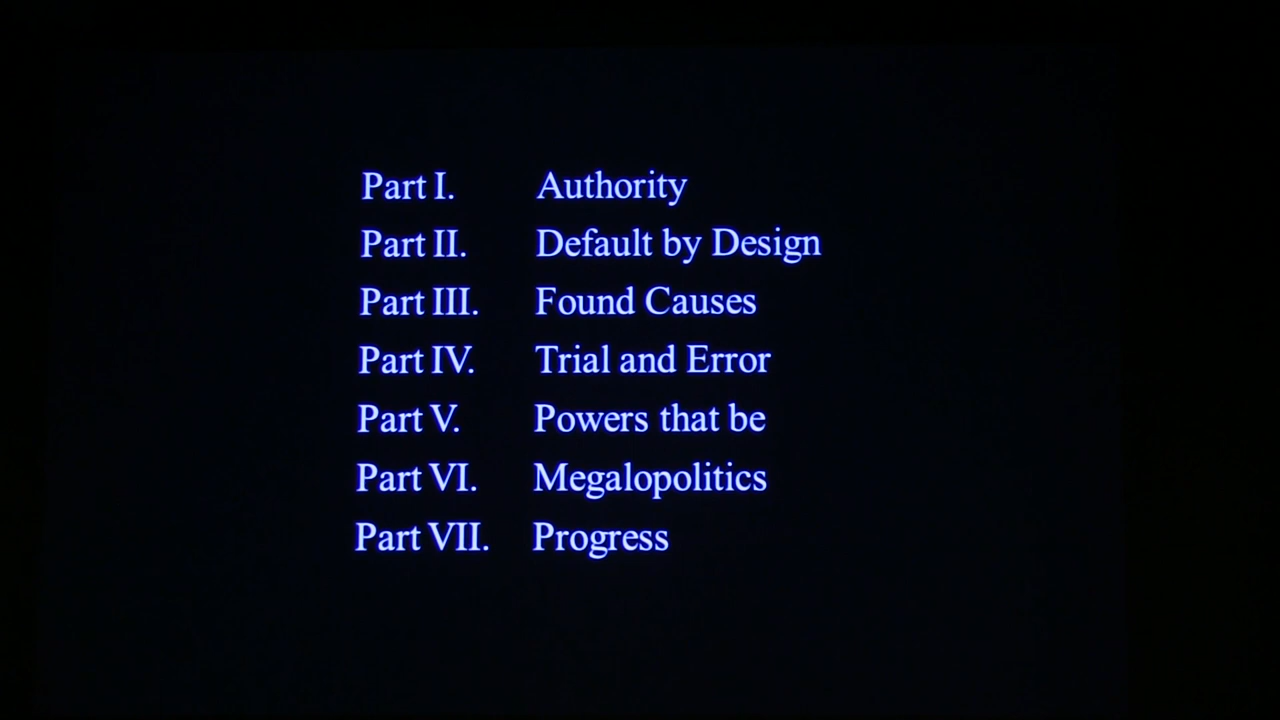 Part I. Authority
Part II. Default by Design
Part III. Found Causes
Part IV. Trial and Error
Part V. Powers that be
Part VI. Megalopolitics
Part VII. Progress